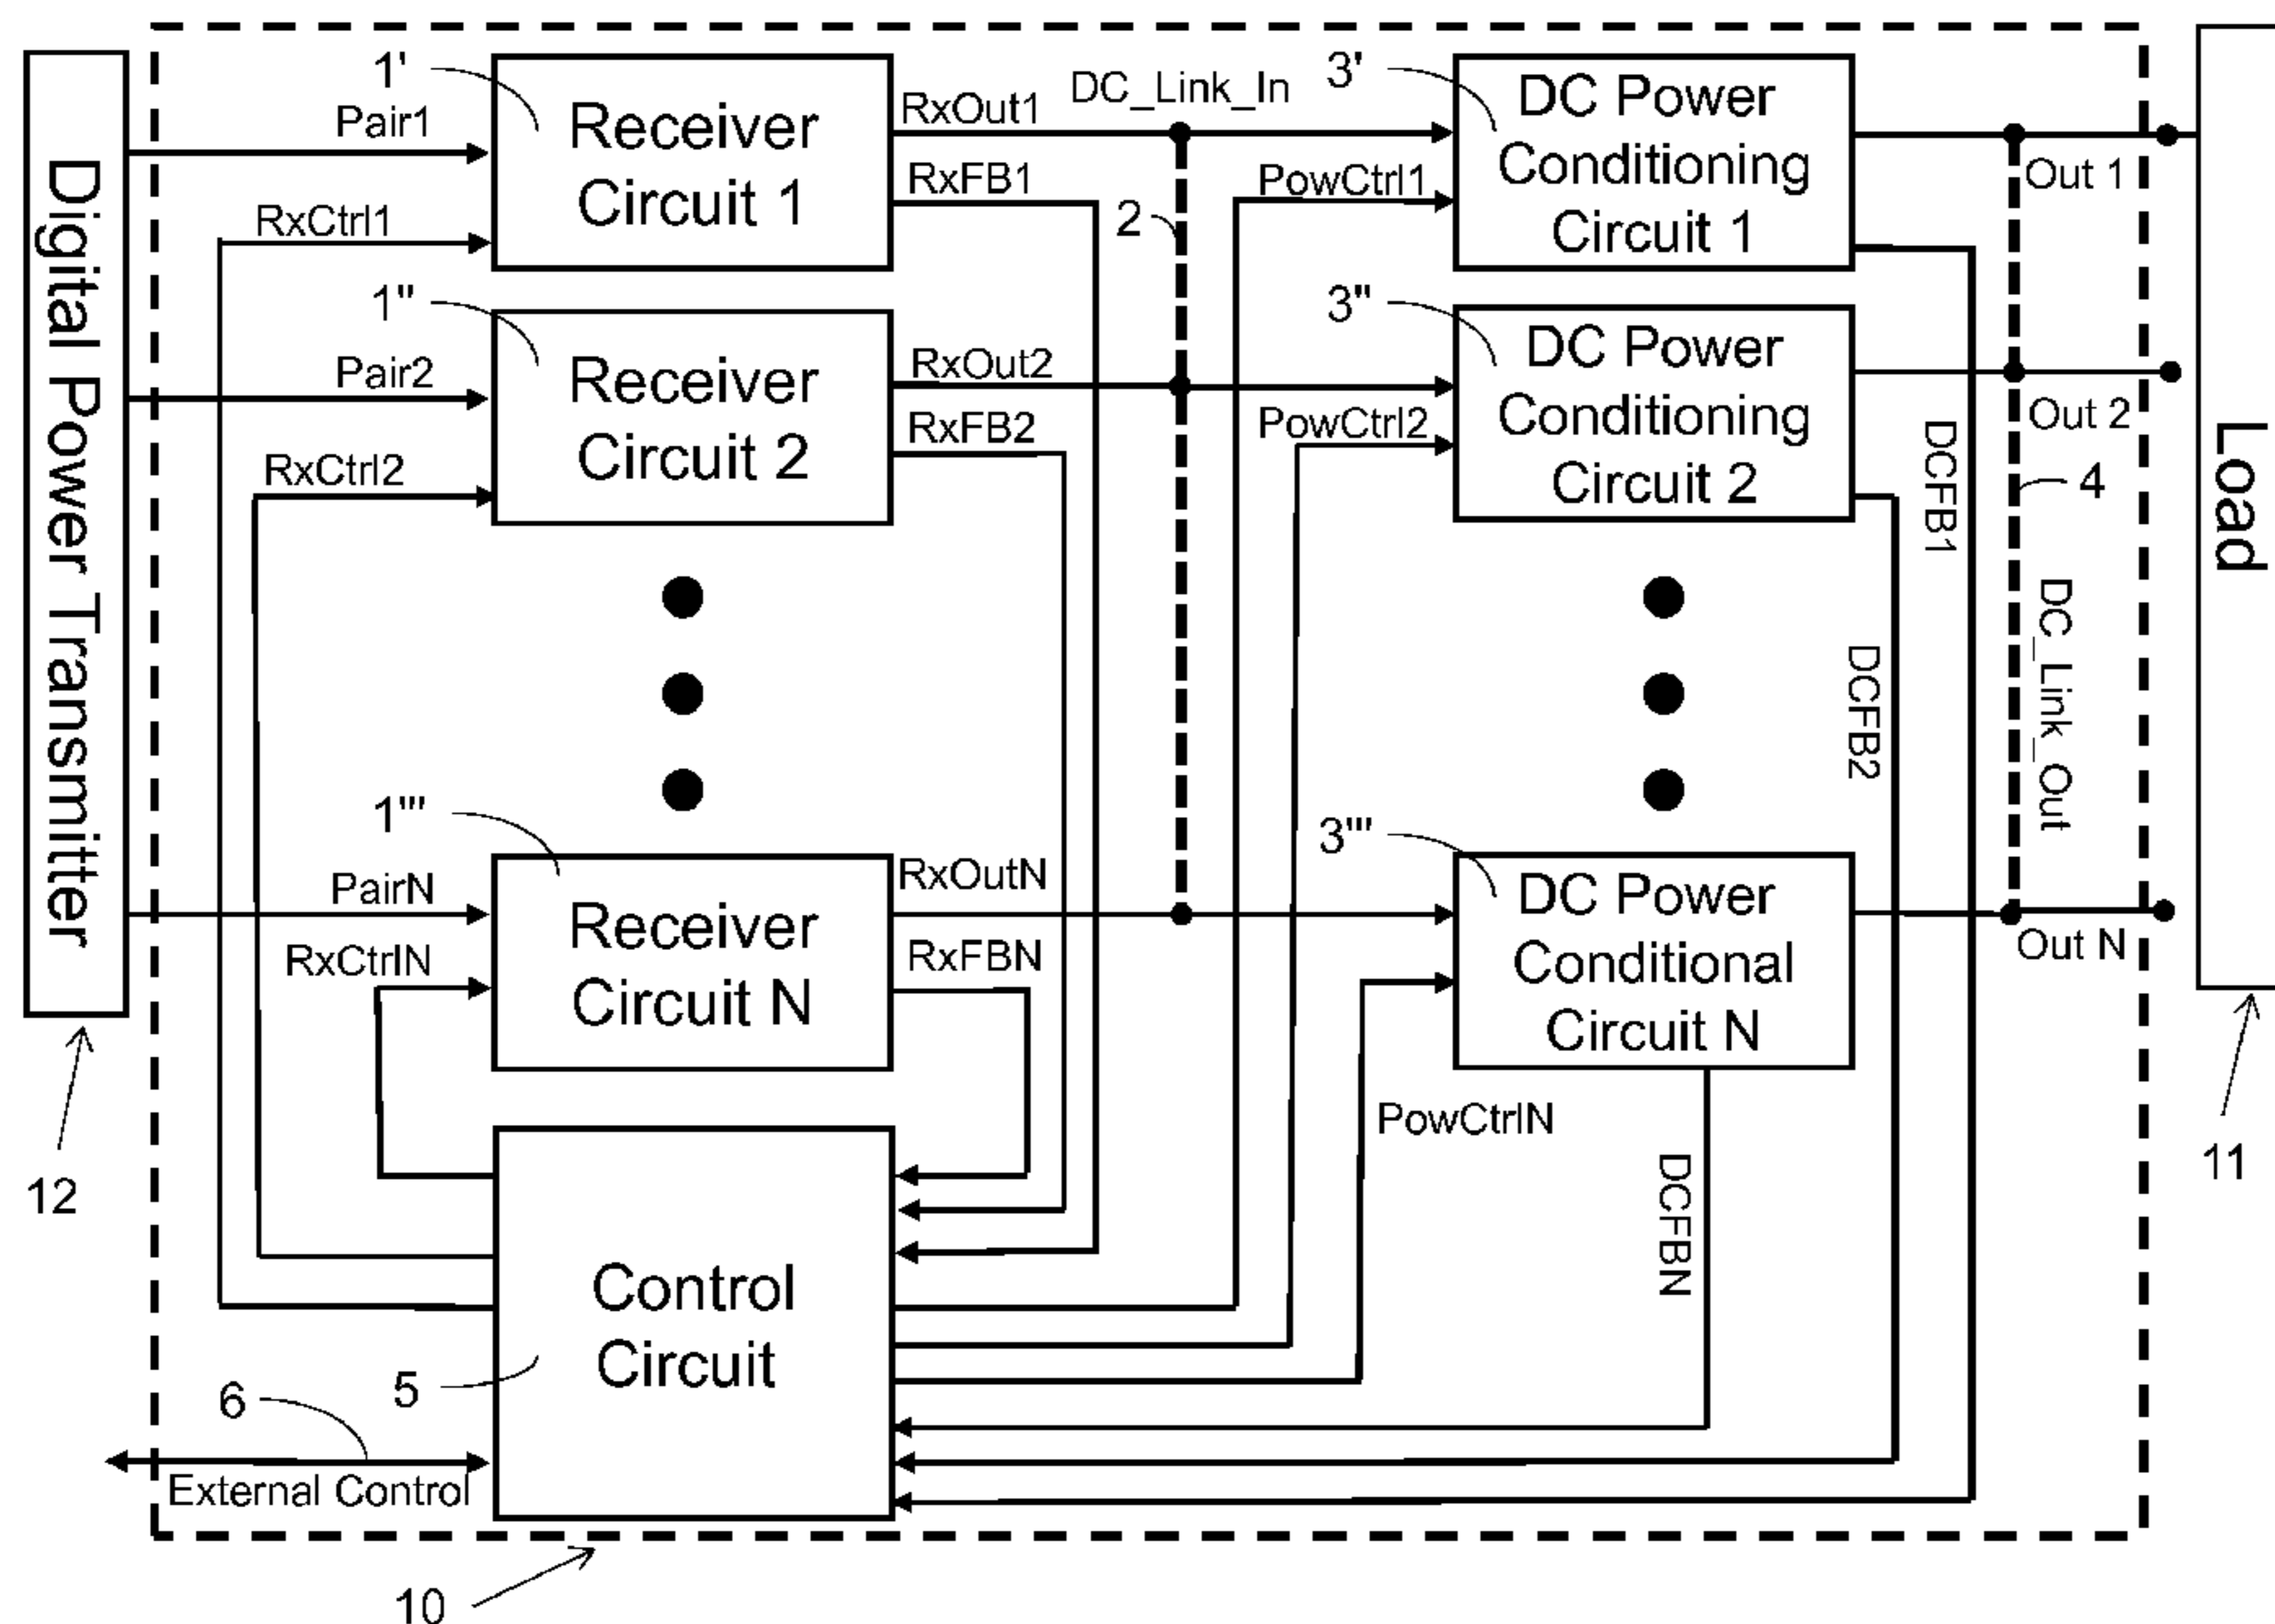 Digital Power Transmitter
12
1'
Pair1
RxCtrl1
Receiver
Circuit 1
RxOut1
RxFB1
DC_Link_In
2
3'
PowCtrl1
DC Power
Conditioning
Circuit 1
Out 1
1"
Pair2
RxCtrl2
Receiver
Circuit 2
RxOut2
RxFB2
3"
PowCtrl2
DC Power
Conditioning
Circuit 2
Out 2
DCFB1
4
DCFB2
DC_Link_Out
Load
11
1'''
PairN
RxCtrlN
Receiver
Circuit N
RxOutN
RxFBN
3'''
DC Power
Conditional
Circuit N
Out N
PowCtrlN
DCFBN
Control
Circuit
5
6
External Control
10